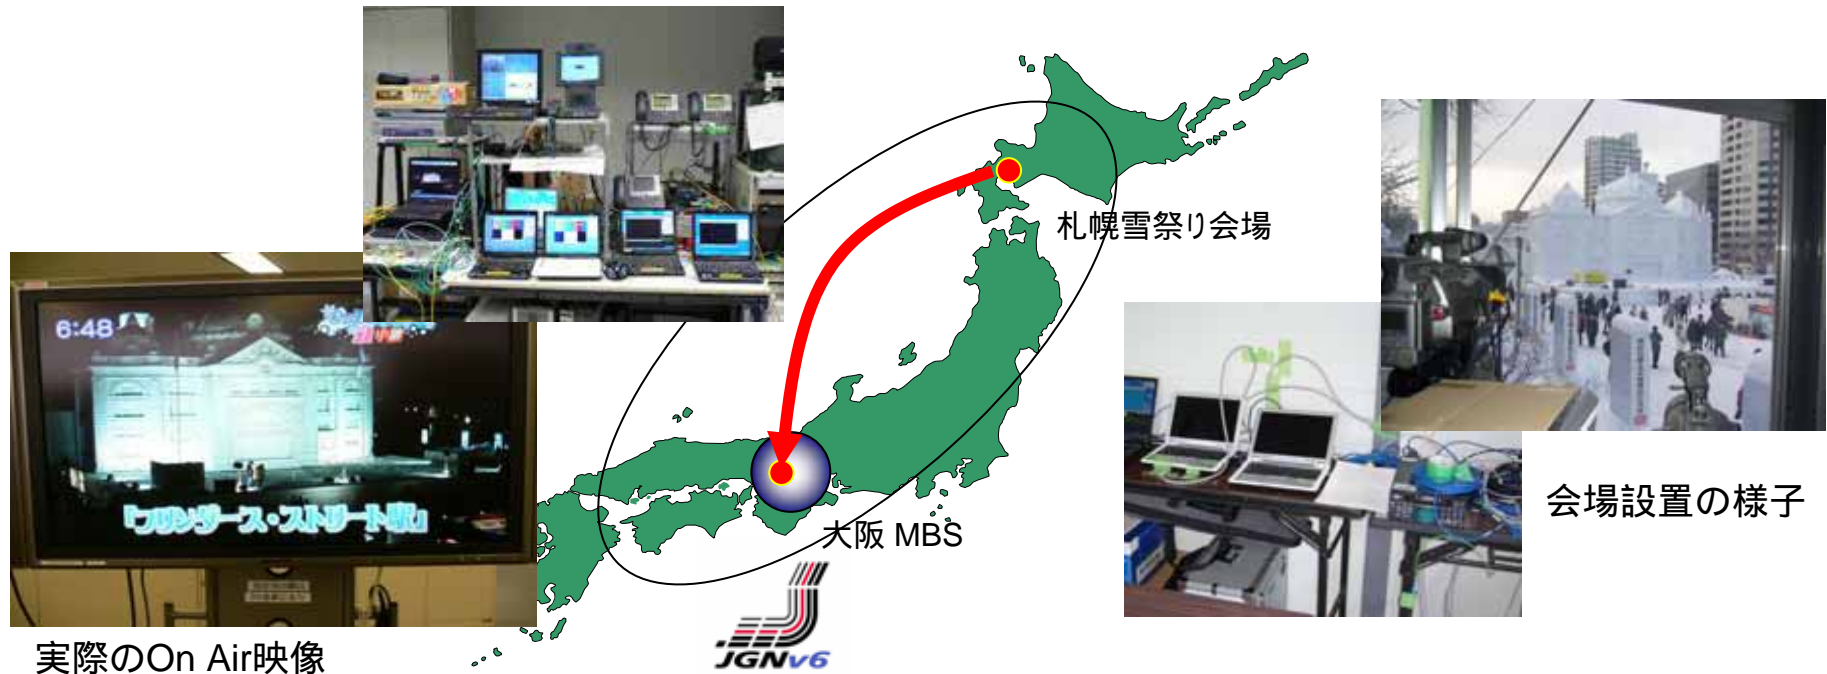 6:48
『フリンダース・ストリート駅』
実際のOn Air映像
札幌雪祭り会場
大阪 MBS
JGNv6
会場設置の様子